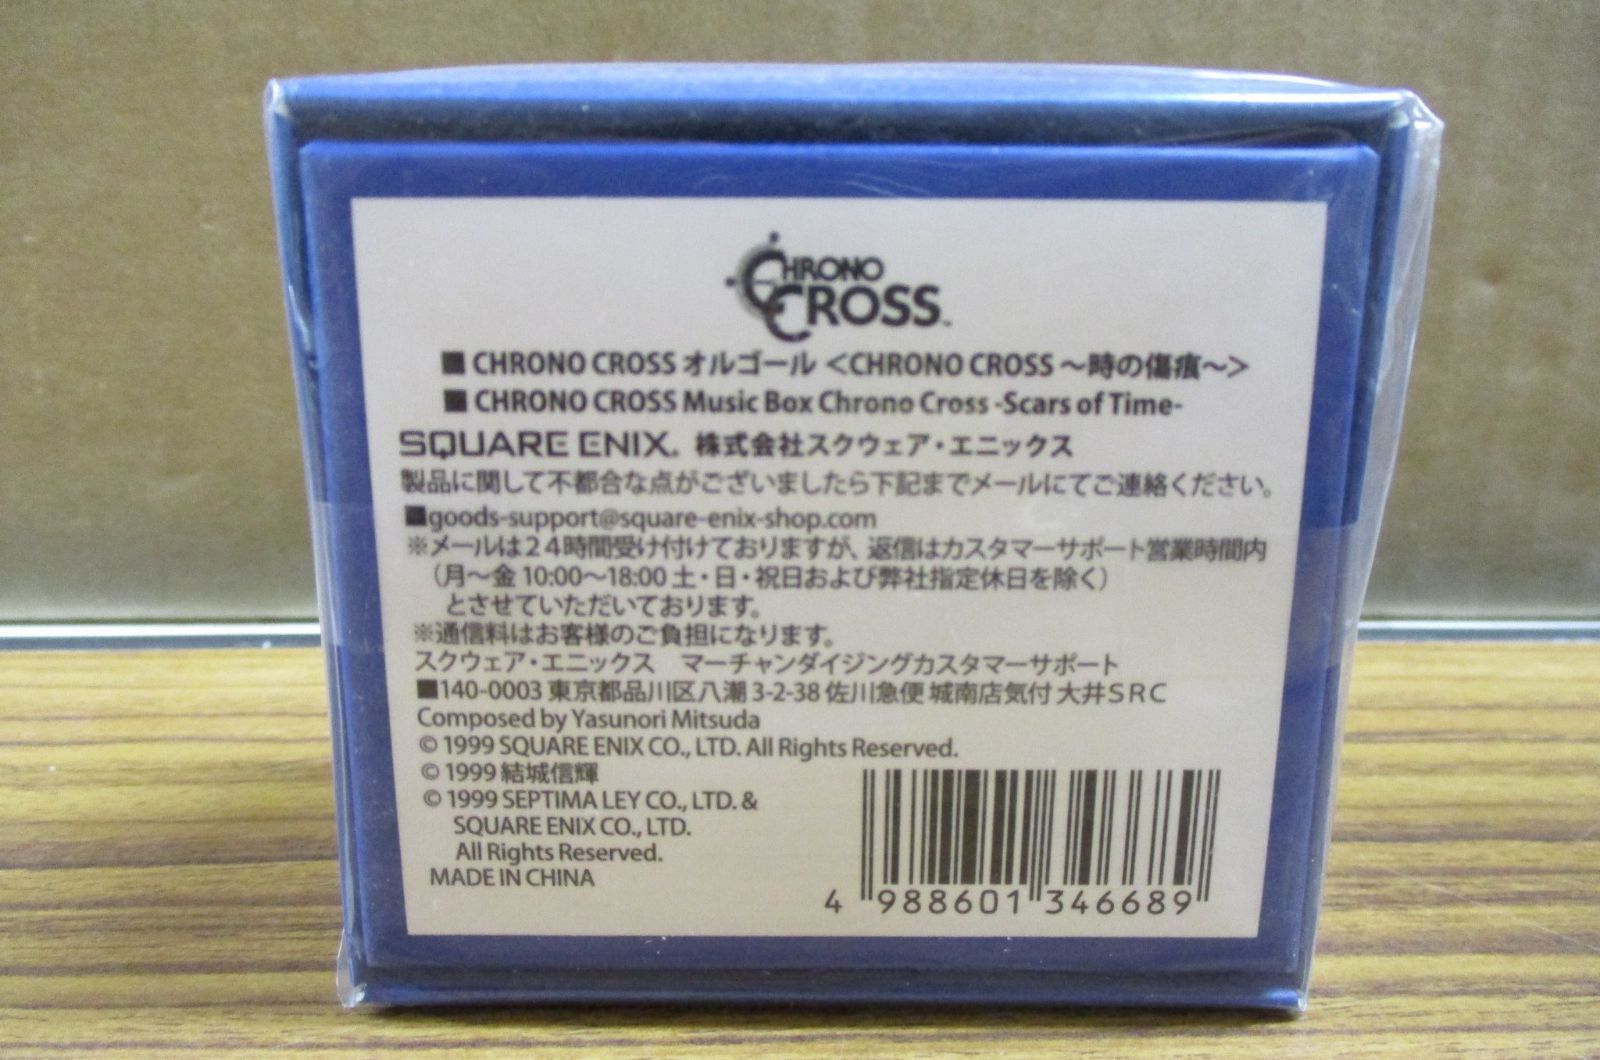 CHRONO
CROSS™
■ CHRONO CROSS オルゴール <CHRONO CROSS ～時の傷痕～>
■ CHRONO CROSS Music Box Chrono Cross -Scars of Time-
SQUARE ENIX. 株式会社スクウェア・エニックス
製品に関して不都合な点がございましたら下記までメールにてご連絡ください。
■goods-support@square-enix-shop.com
※メールは24時間受け付けておりますが、返信はカスタマーサポート営業時間内
(月～金 10:00～18:00 土・日・祝日および弊社指定休日を除く)
とさせていただいております。
※通信料はお客様のご負担になります。
スクウェア・エニックス マーチャンダイジングカスタマーサポート
■140-0003 東京都品川区八潮 3-2-38 佐川急便 城南店気付 大井SRC
Composed by Yasunori Mitsuda
© 1999 SQUARE ENIX CO., LTD. All Rights Reserved.
© 1999 結城信輝
© 1999 SEPTIMA LEY CO., LTD. &
SQUARE ENIX CO., LTD.
All Rights Reserved.
MADE IN CHINA
4 988601 346689